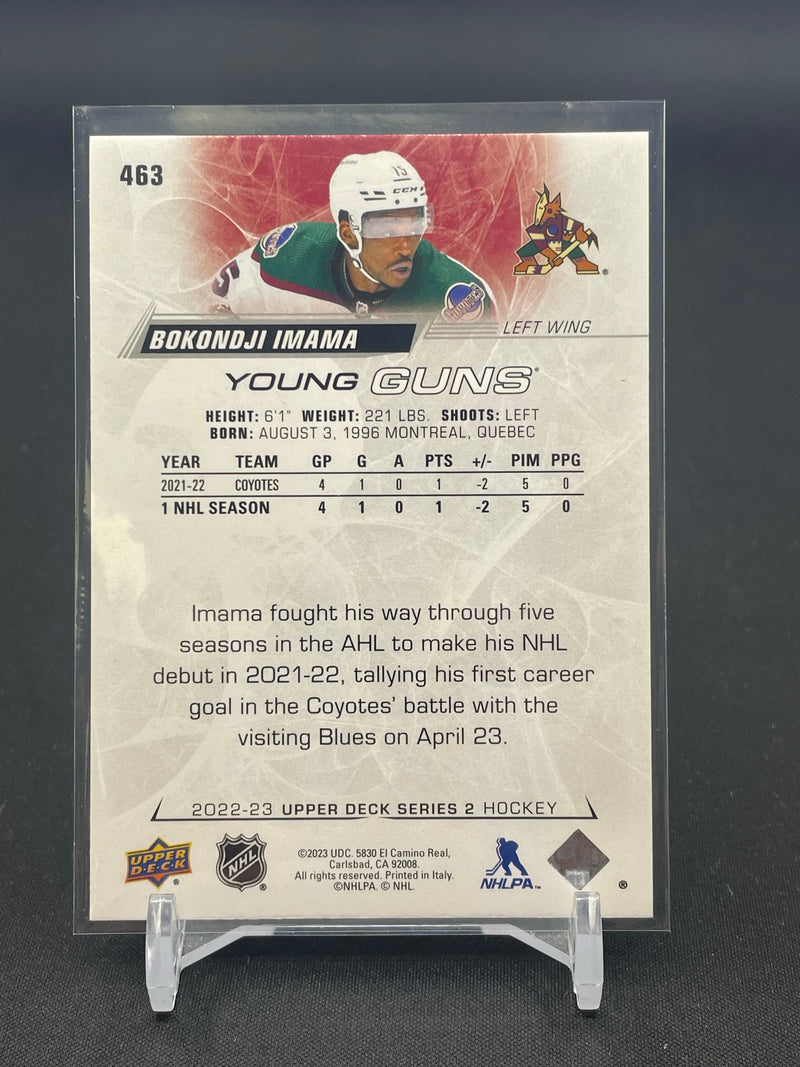 463
15
CCM
15
COYOTES
LEFT WING
BOKONDJI IMAMA
YOUNG GUNS®
HEIGHT: 6'1" WEIGHT: 221 LBS. SHOOTS: LEFT
BORN: AUGUST 3, 1996 MONTREAL, QUEBEC
YEAR TEAM GP G A PTS +/- PIM PPG
2021-22 COYOTES 4 1 0 1 -2 5 0
1 NHL SEASON 4 1 0 1 -2 5 0
Imama fought his way through five
seasons in the AHL to make his NHL
debut in 2021-22, tallying his first career
goal in the Coyotes' battle with the
visiting Blues on April 23.
2022-23 UPPER DECK SERIES 2 HOCKEY
UPPER
D·E·C·K
®
NHL
®
©2023 UDC. 5830 El Camino Real,
Carlsbad, CA 92008.
All rights reserved. Printed in Italy.
©NHLPA. © NHL.
NHLPA™
®